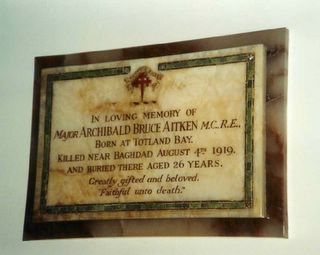 IN LOVING MEMORY OF
MAJOR ARCHIBALD BRUCE AITKEN M.C., R.E.,
BORN AT TOTLAND BAY.
KILLED NEAR BAGHDAD AUGUST 4TH 1919,
AND BURIED THERE AGED 26 YEARS.
Greatly gifted and beloved.
"Faithful unto death."